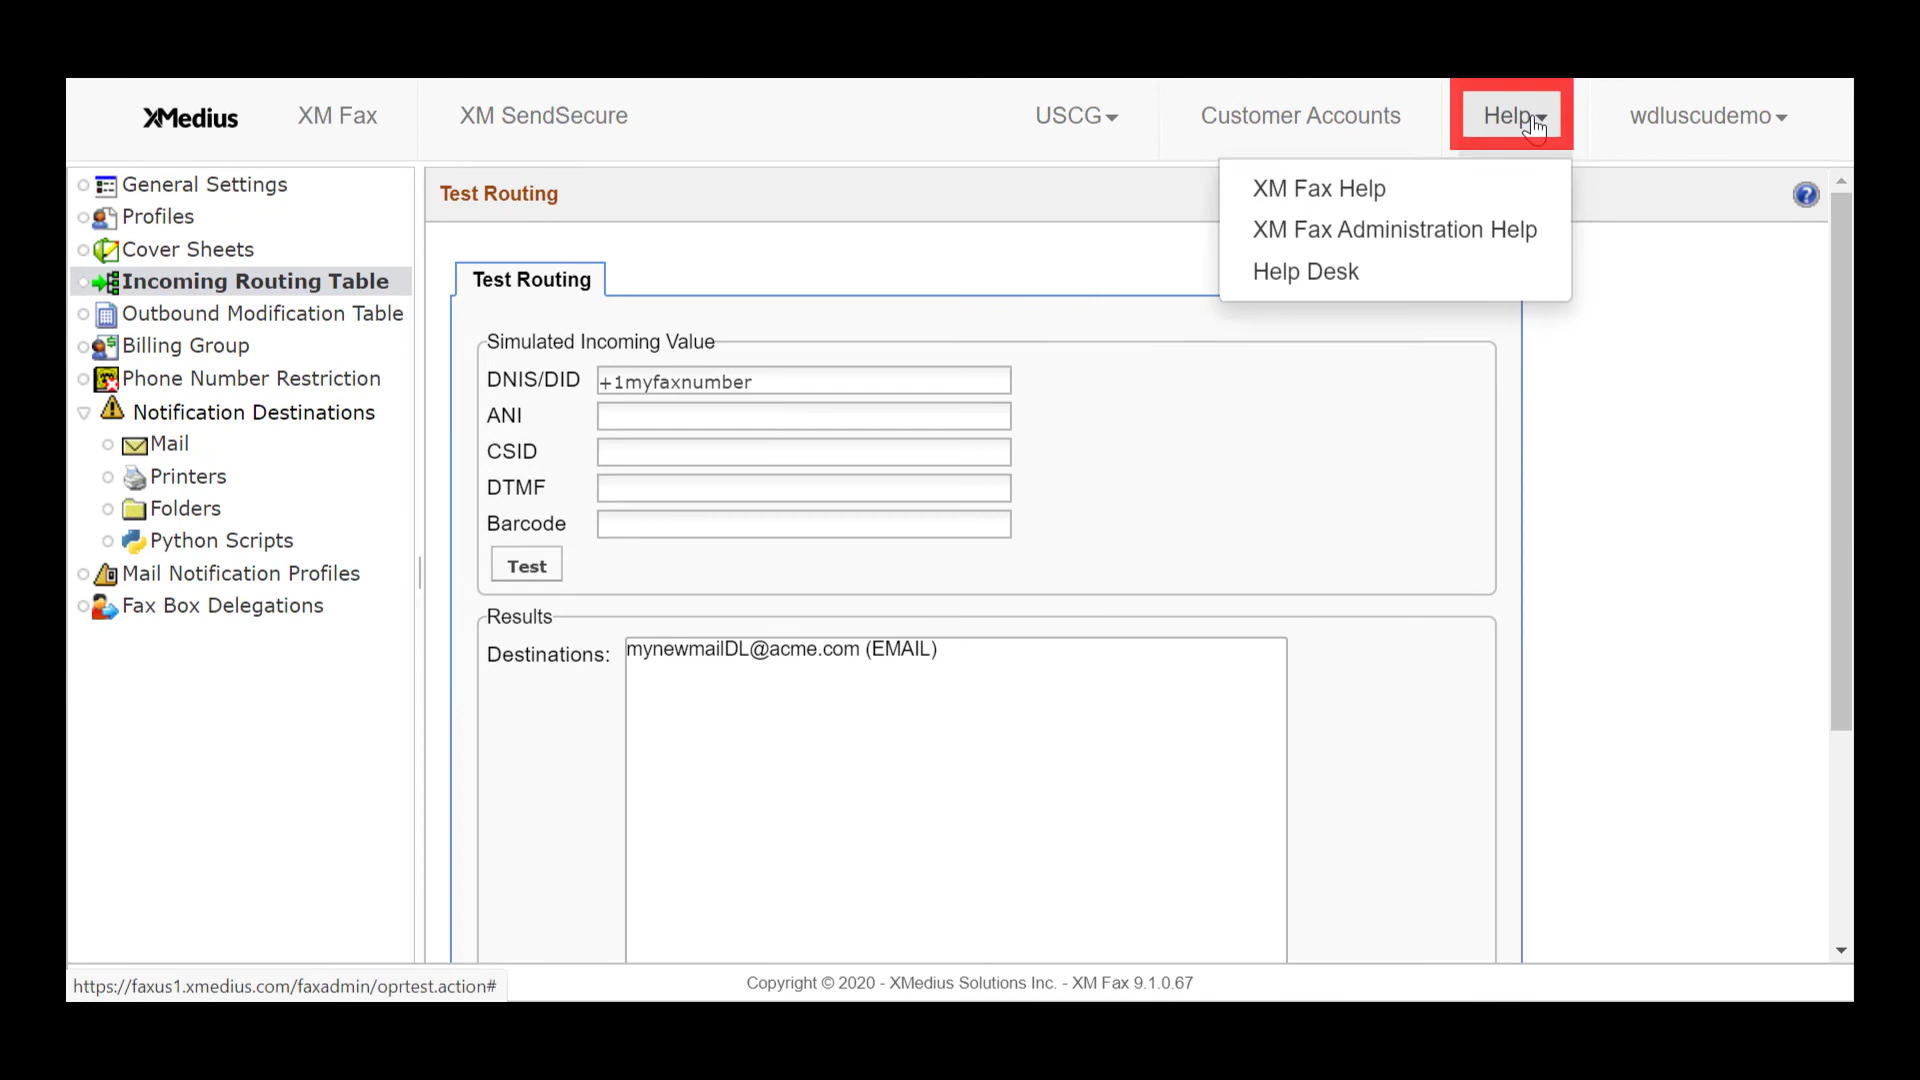 XMedius XM Fax XM SendSecure USCG Customer Accounts Help wdluscudemo
XM Fax Help
XM Fax Administration Help
Help Desk
General Settings
Profiles
Cover Sheets
Incoming Routing Table
Outbound Modification Table
Billing Group
Phone Number Restriction
Notification Destinations
Mail
Printers
Folders
Python Scripts
Mail Notification Profiles
Fax Box Delegations
Test Routing
Test Routing
Simulated Incoming Value
DNIS/DID +1myfaxnumber
ANI
CSID
DTMF
Barcode
Test
Results
Destinations: mynewmailDL@acme.com (EMAIL)
https://faxus1.xmedius.com/faxadmin/oprtest.action#
Copyright © 2020 - XMedius Solutions Inc. - XM Fax 9.1.0.67